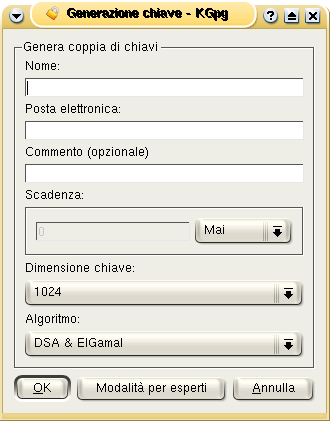 Generazione chiave - KGpg
Genera coppia di chiavi
Nome:
Posta elettronica:
Commento (opzionale)
Scadenza:
0 Mai
Dimensione chiave:
1024
Algoritmo:
DSA & ElGamal
OK Modalità per esperti Annulla